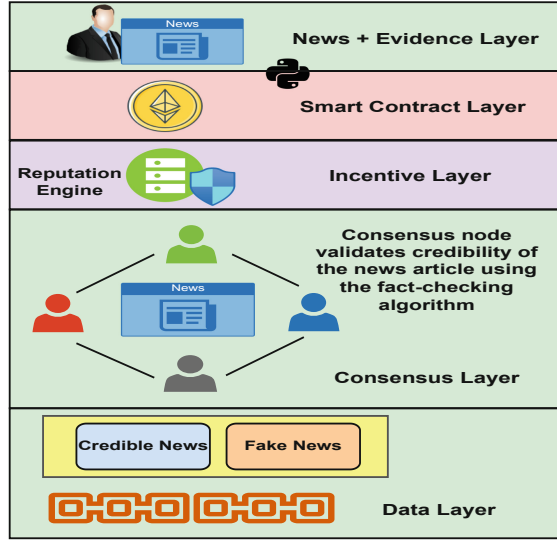 News
News + Evidence Layer
Smart Contract Layer
Reputation
Engine
Incentive Layer
Consensus node
validates credibility of
the news article using
the fact-checking
algorithm
News
Consensus Layer
Credible News
Fake News
Data Layer